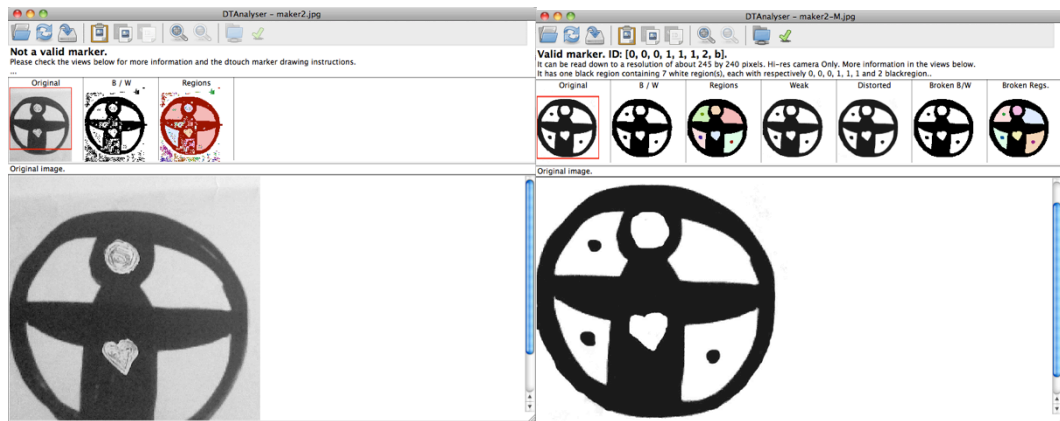 DTAnalyser – maker2.jpg
Not a valid marker.
Please check the views below for more information and the dtouch marker drawing instructions.
...
Original B / W Regions
Original image.
DTAnalyser – maker2-M.jpg
Valid marker. ID: [0, 0, 0, 1, 1, 1, 2, b].
It can be read down to a resolution of about 245 by 240 pixels. Hi-res camera Only. More information in the views below.
It has one black region containing 7 white region(s), each with respectively 0, 0, 0, 1, 1, 1 and 2 blackregion..
Original B / W Regions Weak Distorted Broken B/W Broken Regs.
Original image.